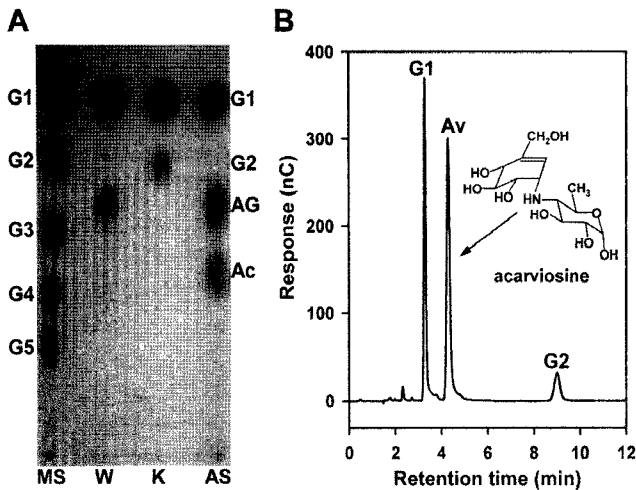 A
G1
G2
G3
G4
G5
G1
G2
AG
Ac
MS W K AS
B
Response (nC)
400
300
200
100
0
G1
Av
G2
CH₂OH
HO
HO
HO
HN
CH₃
O
HO
HO
OH
acarviosine
0 2 4 6 8 10 12
Retention time (min)